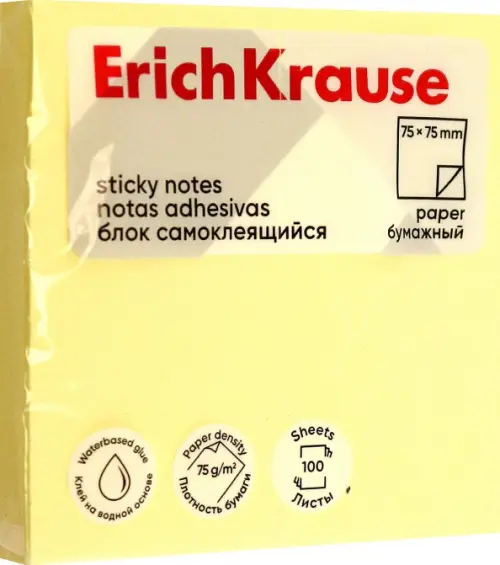 ErichKrause
75 × 75 mm
sticky notes
notas adhesivas
блок самоклеящийся
paper
бумажный
Waterbased glue
Клей на водной основе
Paper density
75 g/m²
Плотность бумаги
Sheets
100
Листы